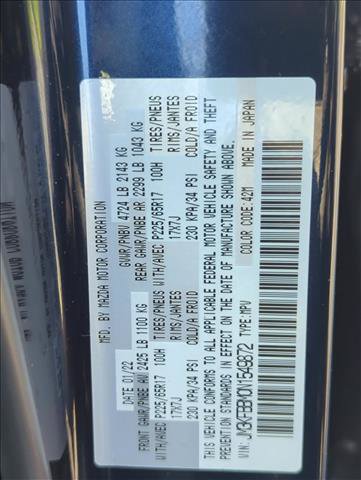 MFD. BY MAZDA MOTOR CORPORATION
DATE: 01/22 GVWR/PNBV 4724 LB 2143 KG
FRONT GAWR/PNBE AV 2425 LB 1100 KG REAR GAWR/PNBE AR 2299 LB 1043 KG
WITH/AVEC P225/65R17 100H TIRES/PNEUS WITH/AVEC P225/65R17 100H TIRES/PNEUS
17X7J RIMS/JANTES 17X7J RIMS/JANTES
230 KPA/34 PSI COLD/A FROID 230 KPA/34 PSI COLD/A FROID
THIS VEHICLE CONFORMS TO ALL APPLICABLE FEDERAL MOTOR VEHICLE SAFETY AND THEFT
PREVENTION STANDARDS IN EFFECT ON THE DATE OF MANUFACTURE SHOWN ABOVE.
TYPE: MPV COLOR CODE: 42M MADE IN JAPAN